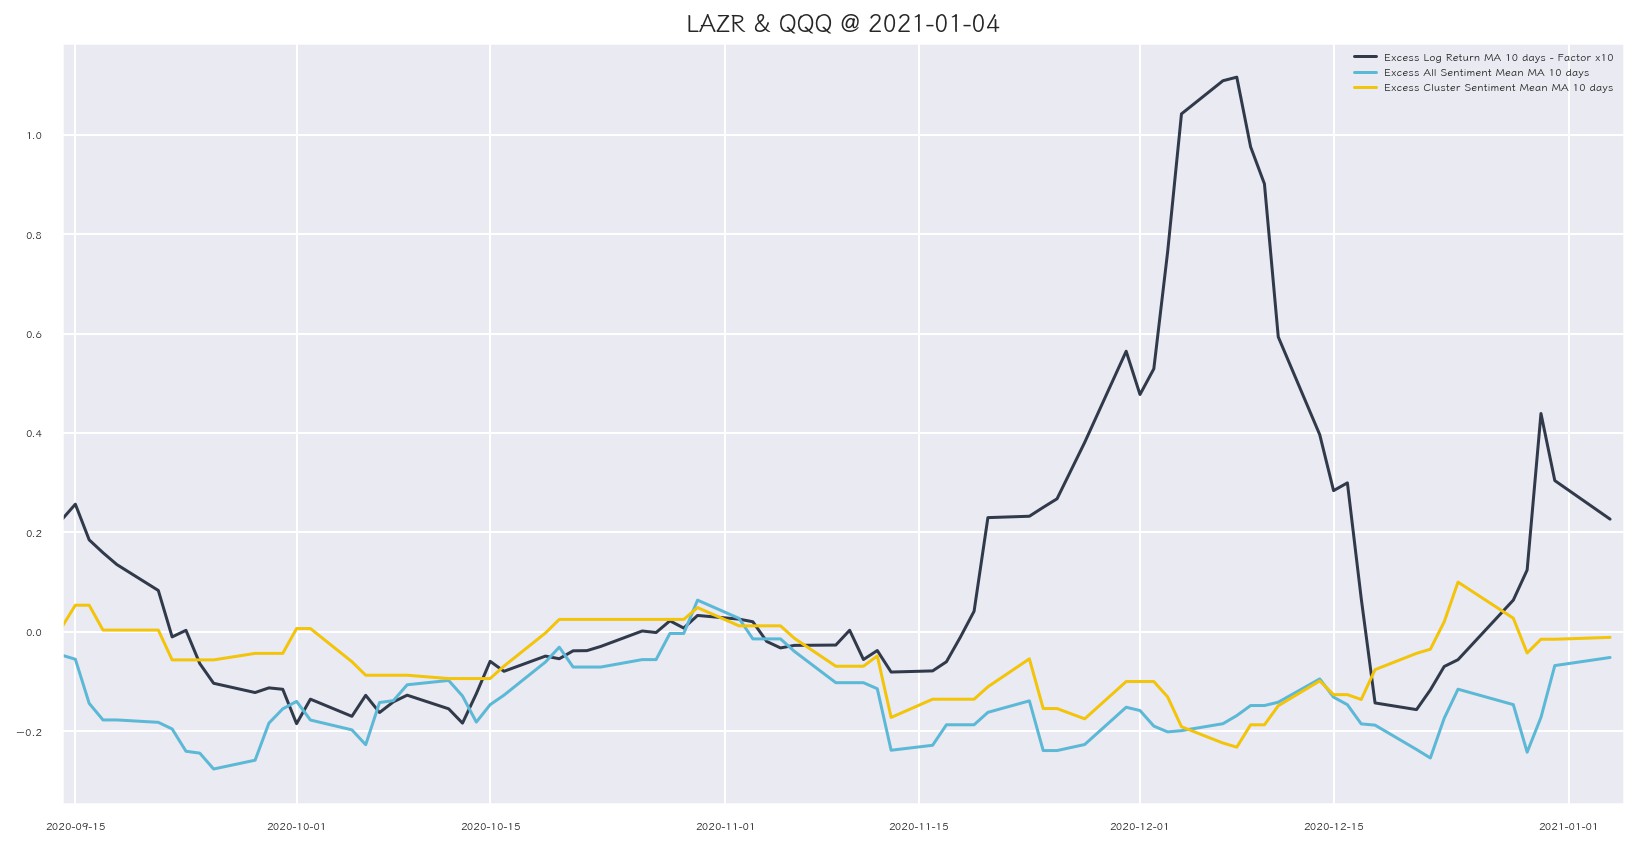 LAZR & QQQ @ 2021-01-04
Excess Log Return MA 10 days - Factor x10
Excess All Sentiment Mean MA 10 days
Excess Cluster Sentiment Mean MA 10 days
1.0
0.8
0.6
0.4
0.2
0.0
−0.2
2020-09-15 2020-10-01 2020-10-15 2020-11-01 2020-11-15 2020-12-01 2020-12-15 2021-01-01